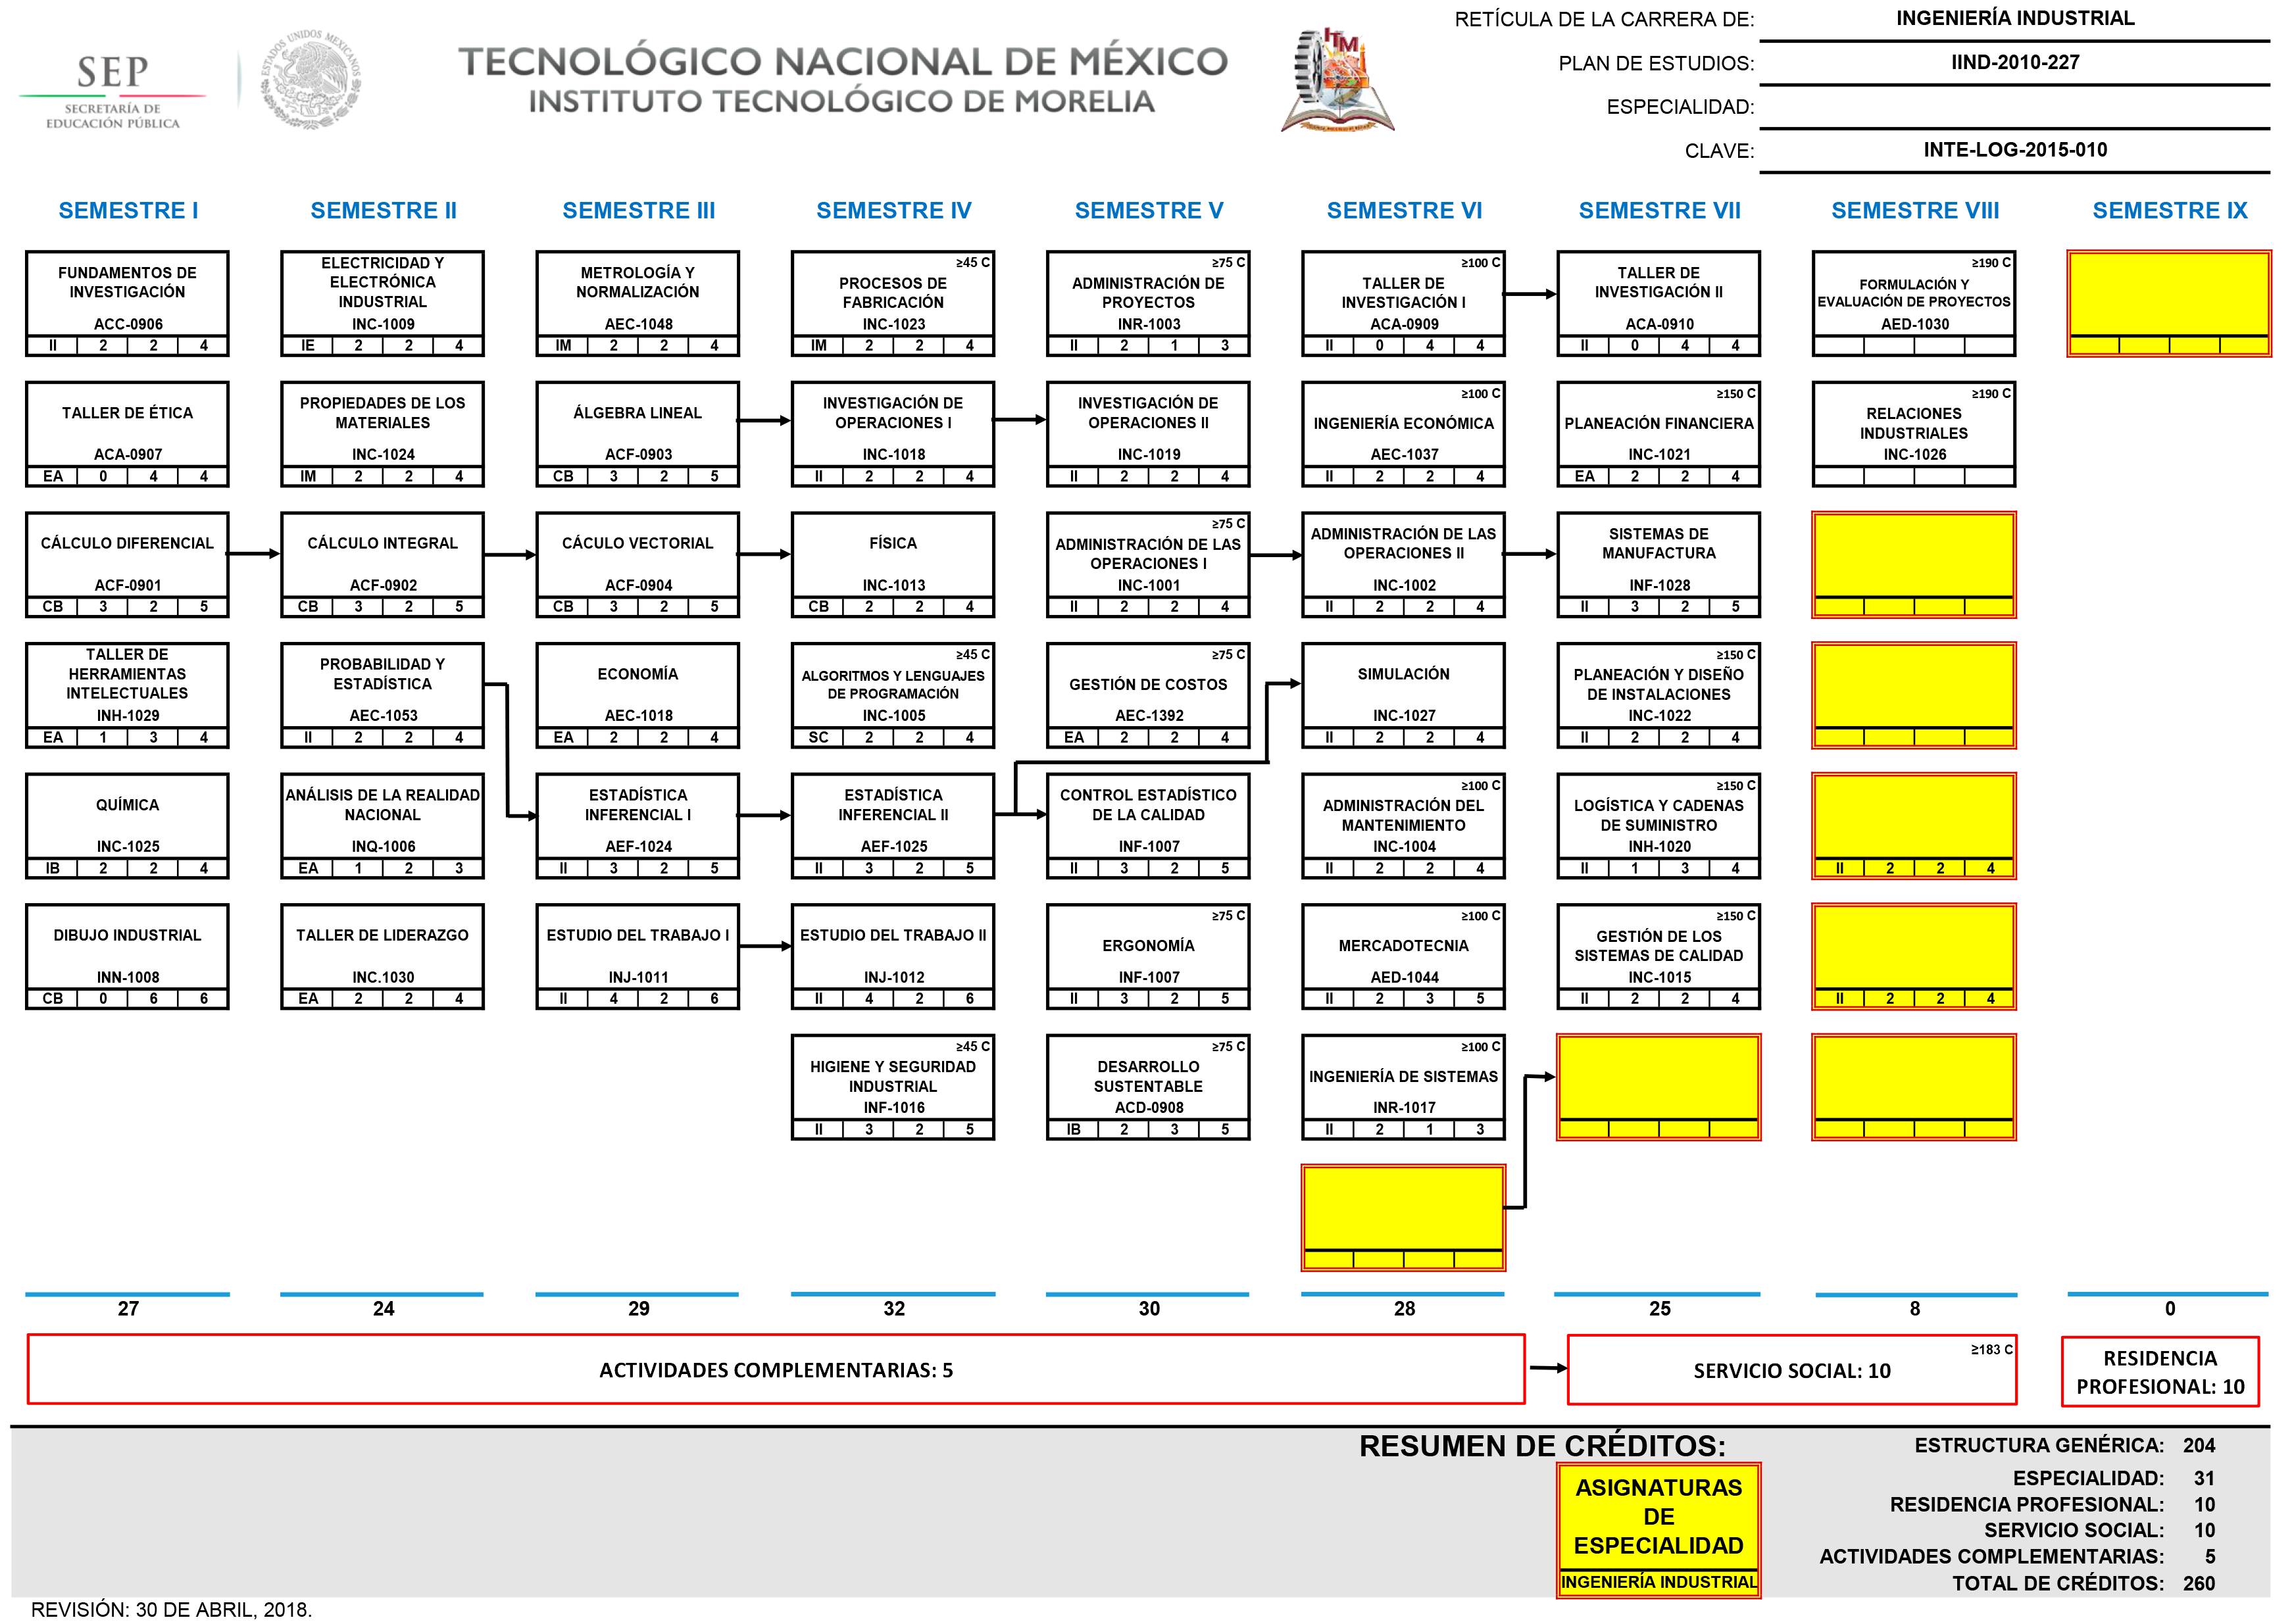 SEP
SECRETARÍA DE
EDUCACIÓN PÚBLICA
ESTADOS UNIDOS MEXICANOS
TECNOLÓGICO NACIONAL DE MÉXICO
INSTITUTO TECNOLÓGICO DE MORELIA
ITM
RETÍCULA DE LA CARRERA DE: INGENIERÍA INDUSTRIAL
PLAN DE ESTUDIOS: IIND-2010-227
ESPECIALIDAD:
CLAVE: INTE-LOG-2015-010
SEMESTRE I
FUNDAMENTOS DE
INVESTIGACIÓN
ACC-0906
II 2 2 4
TALLER DE ÉTICA
ACA-0907
EA 0 4 4
CÁLCULO DIFERENCIAL
ACF-0901
CB 3 2 5
TALLER DE
HERRAMIENTAS
INTELECTUALES
INH-1029
EA 1 3 4
QUÍMICA
INC-1025
IB 2 2 4
DIBUJO INDUSTRIAL
INN-1008
CB 0 6 6
27
SEMESTRE II
ELECTRICIDAD Y
ELECTRÓNICA
INDUSTRIAL
INC-1009
IE 2 2 4
PROPIEDADES DE LOS
MATERIALES
INC-1024
IM 2 2 4
CÁLCULO INTEGRAL
ACF-0902
CB 3 2 5
PROBABILIDAD Y
ESTADÍSTICA
AEC-1053
II 2 2 4
ANÁLISIS DE LA REALIDAD
NACIONAL
INQ-1006
EA 1 2 3
TALLER DE LIDERAZGO
INC.1030
EA 2 2 4
24
SEMESTRE III
METROLOGÍA Y
NORMALIZACIÓN
AEC-1048
IM 2 2 4
ÁLGEBRA LINEAL
ACF-0903
CB 3 2 5
CÁCULO VECTORIAL
ACF-0904
CB 3 2 5
ECONOMÍA
AEC-1018
EA 2 2 4
ESTADÍSTICA
INFERENCIAL I
AEF-1024
II 3 2 5
ESTUDIO DEL TRABAJO I
INJ-1011
II 4 2 6
29
SEMESTRE IV
≥45 C
PROCESOS DE
FABRICACIÓN
INC-1023
IM 2 2 4
INVESTIGACIÓN DE
OPERACIONES I
INC-1018
II 2 2 4
FÍSICA
INC-1013
CB 2 2 4
≥45 C
ALGORITMOS Y LENGUAJES
DE PROGRAMACIÓN
INC-1005
SC 2 2 4
ESTADÍSTICA
INFERENCIAL II
AEF-1025
II 3 2 5
ESTUDIO DEL TRABAJO II
INJ-1012
II 4 2 6
≥45 C
HIGIENE Y SEGURIDAD
INDUSTRIAL
INF-1016
II 3 2 5
32
SEMESTRE V
≥75 C
ADMINISTRACIÓN DE
PROYECTOS
INR-1003
II 2 1 3
INVESTIGACIÓN DE
OPERACIONES II
INC-1019
II 2 2 4
≥75 C
ADMINISTRACIÓN DE LAS
OPERACIONES I
INC-1001
II 2 2 4
≥75 C
GESTIÓN DE COSTOS
AEC-1392
EA 2 2 4
CONTROL ESTADÍSTICO
DE LA CALIDAD
INF-1007
II 3 2 5
≥75 C
ERGONOMÍA
INF-1007
II 3 2 5
≥75 C
DESARROLLO
SUSTENTABLE
ACD-0908
IB 2 3 5
30
SEMESTRE VI
≥100 C
TALLER DE
INVESTIGACIÓN I
ACA-0909
II 0 4 4
≥100 C
INGENIERÍA ECONÓMICA
AEC-1037
II 2 2 4
ADMINISTRACIÓN DE LAS
OPERACIONES II
INC-1002
II 2 2 4
SIMULACIÓN
INC-1027
II 2 2 4
≥100 C
ADMINISTRACIÓN DEL
MANTENIMIENTO
INC-1004
II 2 2 4
≥100 C
MERCADOTECNIA
AED-1044
II 2 3 5
≥100 C
INGENIERÍA DE SISTEMAS
INR-1017
II 2 1 3
28
SEMESTRE VII
TALLER DE
INVESTIGACIÓN II
ACA-0910
II 0 4 4
≥150 C
PLANEACIÓN FINANCIERA
INC-1021
EA 2 2 4
SISTEMAS DE
MANUFACTURA
INF-1028
II 3 2 5
≥150 C
PLANEACIÓN Y DISEÑO
DE INSTALACIONES
INC-1022
II 2 2 4
≥150 C
LOGÍSTICA Y CADENAS
DE SUMINISTRO
INH-1020
II 1 3 4
≥150 C
GESTIÓN DE LOS
SISTEMAS DE CALIDAD
INC-1015
II 2 2 4
25
SEMESTRE VIII
≥190 C
FORMULACIÓN Y
EVALUACIÓN DE PROYECTOS
AED-1030
≥190 C
RELACIONES
INDUSTRIALES
INC-1026
II 2 2 4
II 2 2 4
8
SEMESTRE IX
0
ACTIVIDADES COMPLEMENTARIAS: 5
≥183 C
SERVICIO SOCIAL: 10
RESIDENCIA
PROFESIONAL: 10
RESUMEN DE CRÉDITOS:
ASIGNATURAS
DE
ESPECIALIDAD
INGENIERÍA INDUSTRIAL
ESTRUCTURA GENÉRICA: 204
ESPECIALIDAD: 31
RESIDENCIA PROFESIONAL: 10
SERVICIO SOCIAL: 10
ACTIVIDADES COMPLEMENTARIAS: 5
TOTAL DE CRÉDITOS: 260
REVISIÓN: 30 DE ABRIL, 2018.